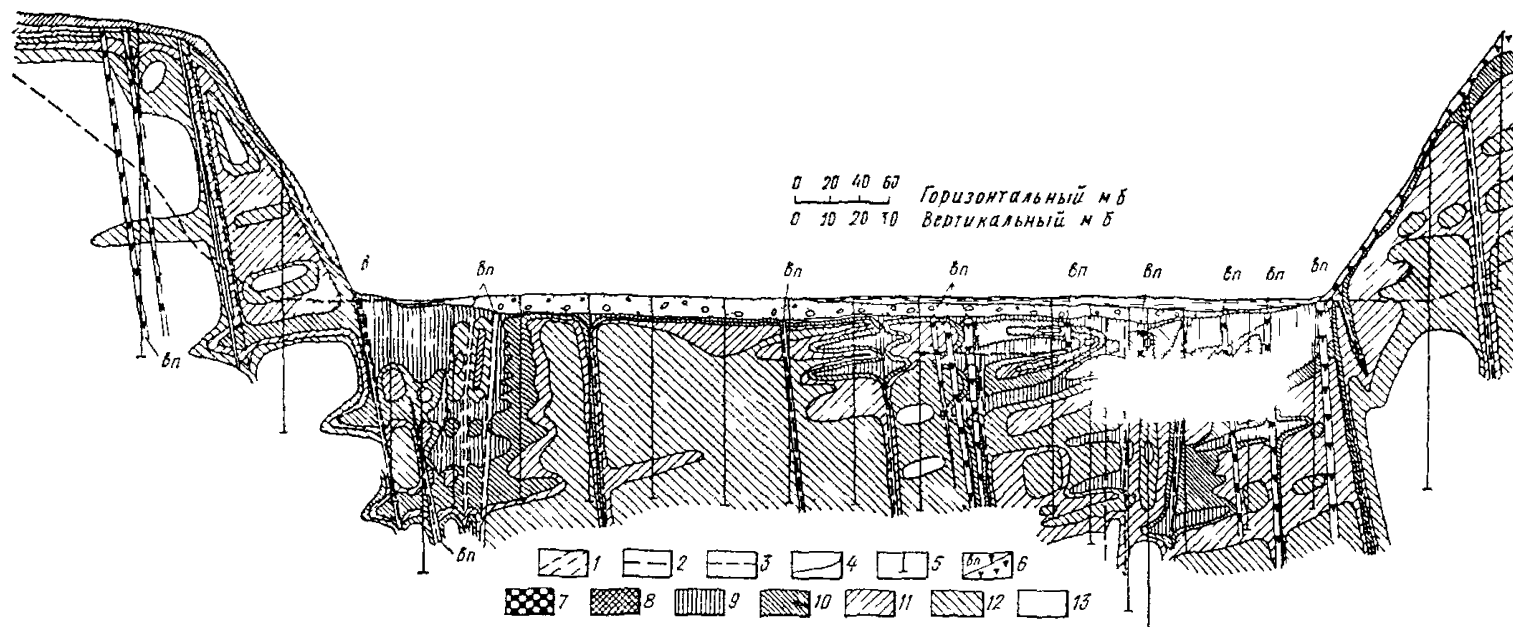 0 20 40 60 Горизонтальный м б
0 10 20 30 Вертикальный м б
в вп вп вп вп вп вп вп вп
вп
вп
1 2 3 4 5 вп 6
7 8 9 10 11 12 13